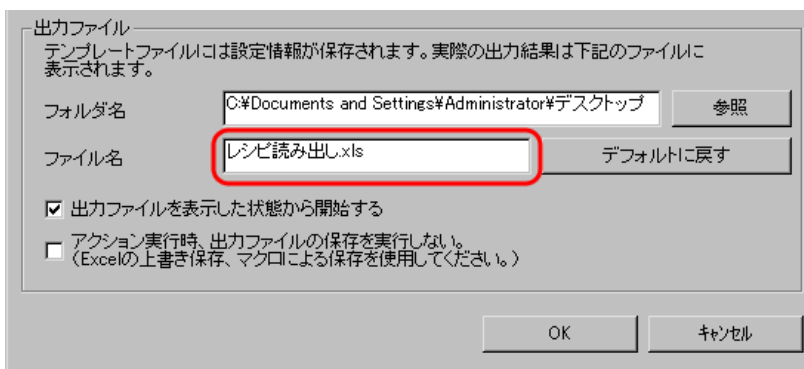 出力ファイル
テンプレートファイルには設定情報が保存されます。実際の出力結果は下記のファイルに
表示されます。
フォルダ名
C:¥Documents and Settings¥Administrator¥デスクトップ
参照
ファイル名
レシピ読み出し.xls
デフォルトに戻す
出力ファイルを表示した状態から開始する
アクション実行時、出力ファイルの保存を実行しない。
（Excelの上書き保存、マクロによる保存を使用してください。）
OK
キャンセル